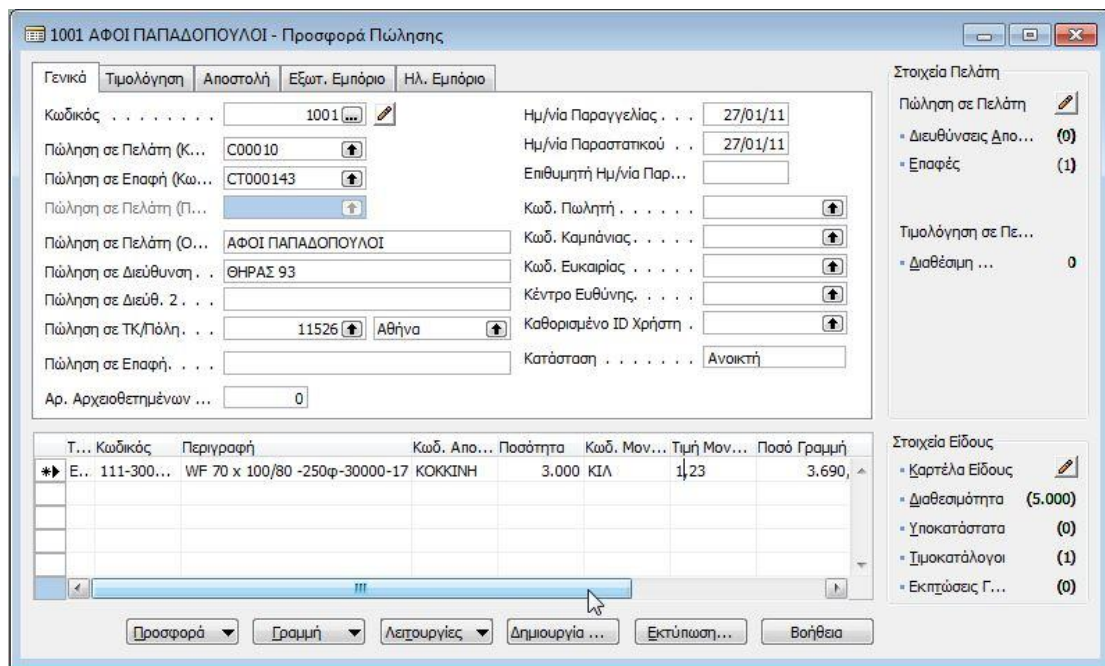 1001 ΑΦΟΙ ΠΑΠΑΔΟΠΟΥΛΟΙ - Προσφορά Πώλησης
Γενικά Τιμολόγηση Αποστολή Εξωτ. Εμπόριο Ηλ. Εμπόριο
Κωδικός . . . . . . . . 1001
Πώληση σε Πελάτη (Κ... C00010
Πώληση σε Επαφή (Κω... CT000143
Πώληση σε Πελάτη (Π...
Πώληση σε Πελάτη (Ο... ΑΦΟΙ ΠΑΠΑΔΟΠΟΥΛΟΙ
Πώληση σε Διεύθυνση . . ΘΗΡΑΣ 93
Πώληση σε Διεύθ. 2 . . .
Πώληση σε ΤΚ/Πόλη. . . 11526 Αθήνα
Πώληση σε Επαφή. . . .
Αρ. Αρχειοθετημένων ... 0
Ημ/νία Παραγγελίας . . . 27/01/11
Ημ/νία Παραστατικού . . 27/01/11
Επιθυμητή Ημ/νία Παρ...
Κωδ. Πωλητή . . . . . .
Κωδ. Καμπάνιας. . . . .
Κωδ. Ευκαιρίας . . . . .
Κέντρο Ευθύνης. . . . .
Καθορισμένο ID Χρήστη .
Κατάσταση . . . . . . . Ανοικτή
Στοιχεία Πελάτη
Πώληση σε Πελάτη
Διευθύνσεις Απο... (0)
Επαφές (1)
Τιμολόγηση σε Πε...
Διαθέσιμη ... 0
Τ... Κωδικός Περιγραφή Κωδ. Απο... Ποσότητα Κωδ. Μον... Τιμή Μον... Ποσό Γραμμή
Ε.. 111-300... WF 70 x 100/80 -250φ-30000-17 ΚΟΚΚΙΝΗ 3.000 ΚΙΛ 1,23 3.690,
Στοιχεία Είδους
Καρτέλα Είδους
Διαθεσιμότητα (5.000)
Υποκατάστατα (0)
Τιμοκατάλογοι (1)
Εκπτώσεις Γ... (0)
Προσφορά Γραμμή Λειτουργίες Δημιουργία ... Εκτύπωση... Βοήθεια